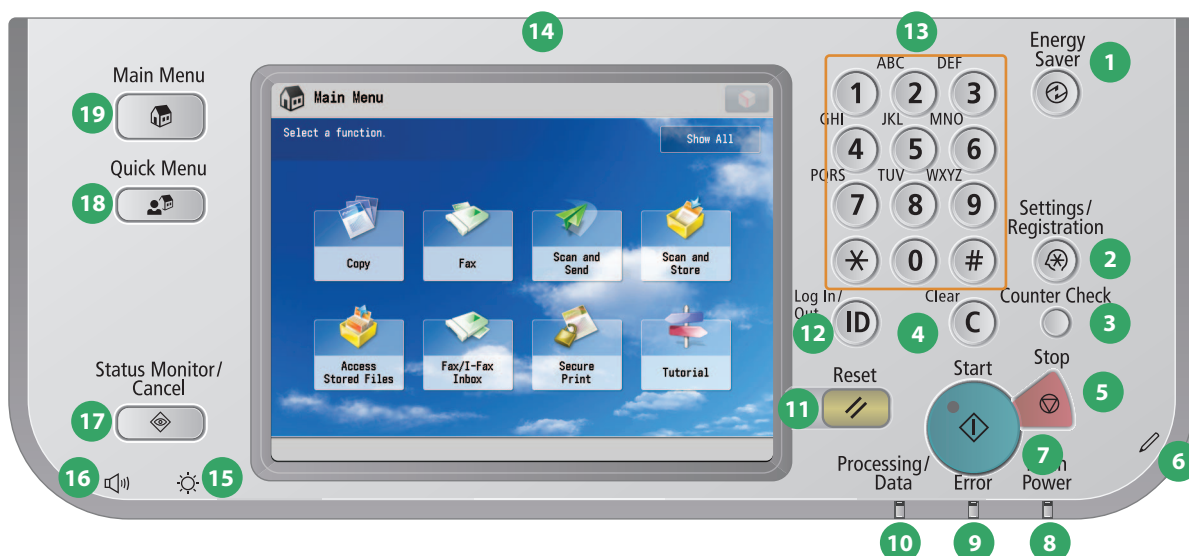 14
13
Energy
Saver
1
Main Menu
19
Quick Menu
18
Main Menu
Select a function.
Show All
Copy
Fax
Scan and
Send
Scan and
Store
Access
Stored Files
Fax/I-Fax
Inbox
Secure
Print
Tutorial
ABC
DEF
1
2
3
GHI
JKL
MNO
4
5
6
PQRS
TUV
WXYZ
7
8
9
0
#
Settings/
Registration
2
Log In/
Out
12
ID
Clear
4
C
Counter Check
3
Status Monitor/
Cancel
17
Reset
11
Start
Stop
5
7
6
16
15
Processing/
Data
10
Error
9
Power
8